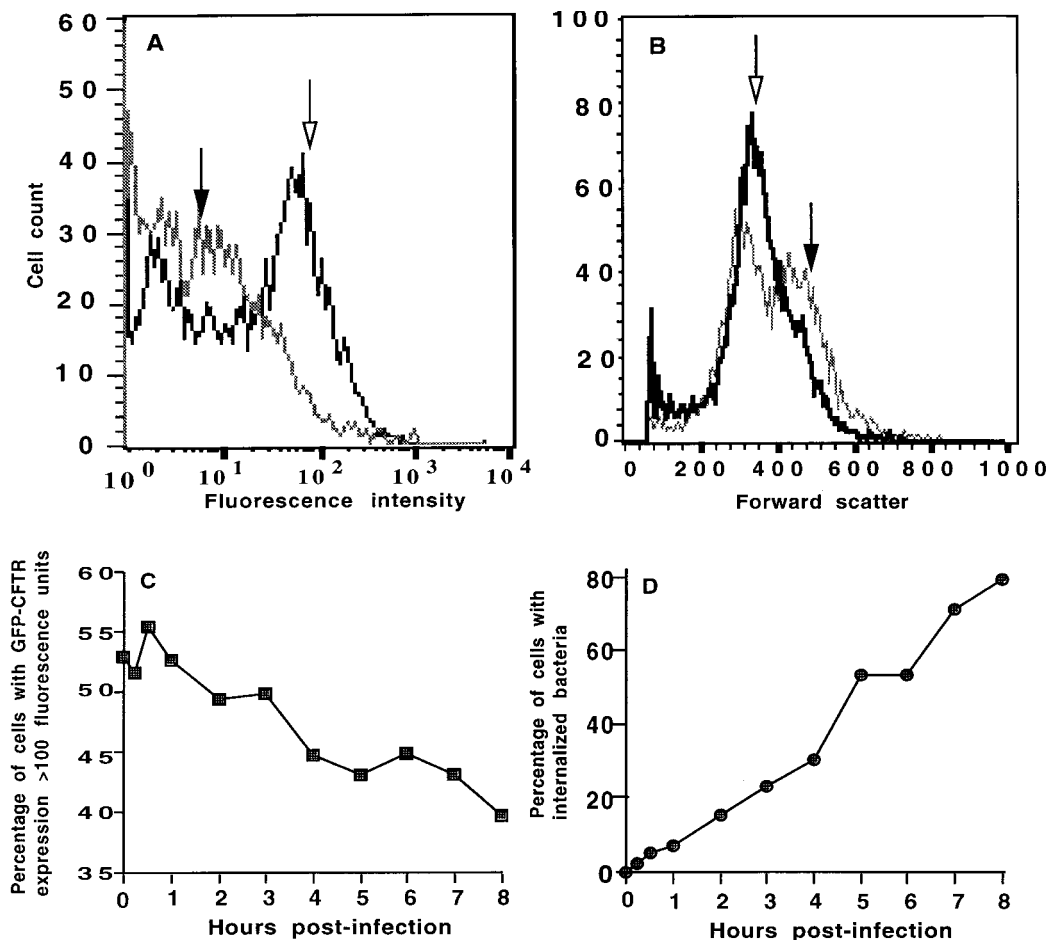 A
60
50
40
30
20
10
0
Cell count
10^0 10^1 10^2 10^3 10^4
Fluorescence intensity
B
100
80
60
40
20
0
0 200 400 600 800 1000
Forward scatter
C
60
55
50
45
40
35
Percentage of cells with GFP-CFTR
expression >100 fluorescence units
0 1 2 3 4 5 6 7 8
Hours post-infection
D
80
60
40
20
0
Percentage of cells with
internalized bacteria
0 1 2 3 4 5 6 7 8
Hours post-infection